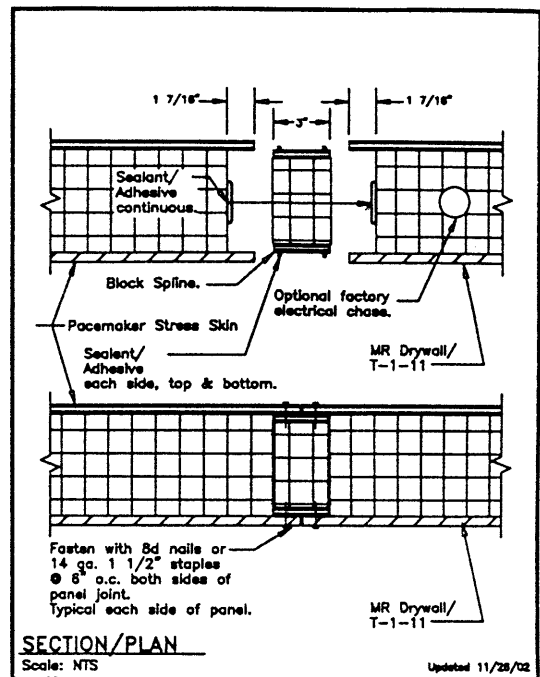 1 7/16"
1 7/16"
3"
Sealant/
Adhesive
continuous.
Block Spline.
Optional factory
electrical chase.
Pacemaker Stress Skin
Sealant/
Adhesive
each side, top & bottom.
MR Drywall/
T-1-11
Fasten with 8d nails or
14 ga. 1 1/2" staples
@ 6" o.c. both sides of
panel joint.
Typical each side of panel.
MR Drywall/
T-1-11
SECTION/PLAN
Scale: NTS
Updated 11/26/02